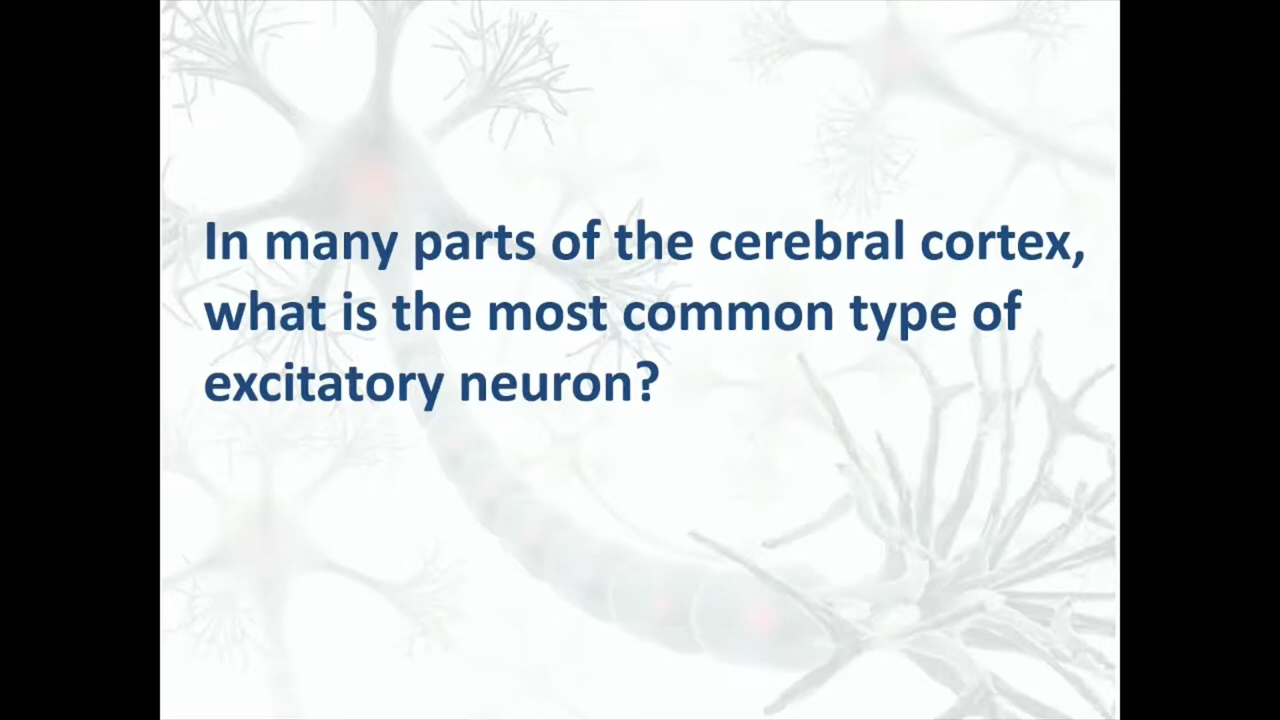 In many parts of the cerebral cortex,
what is the most common type of
excitatory neuron?